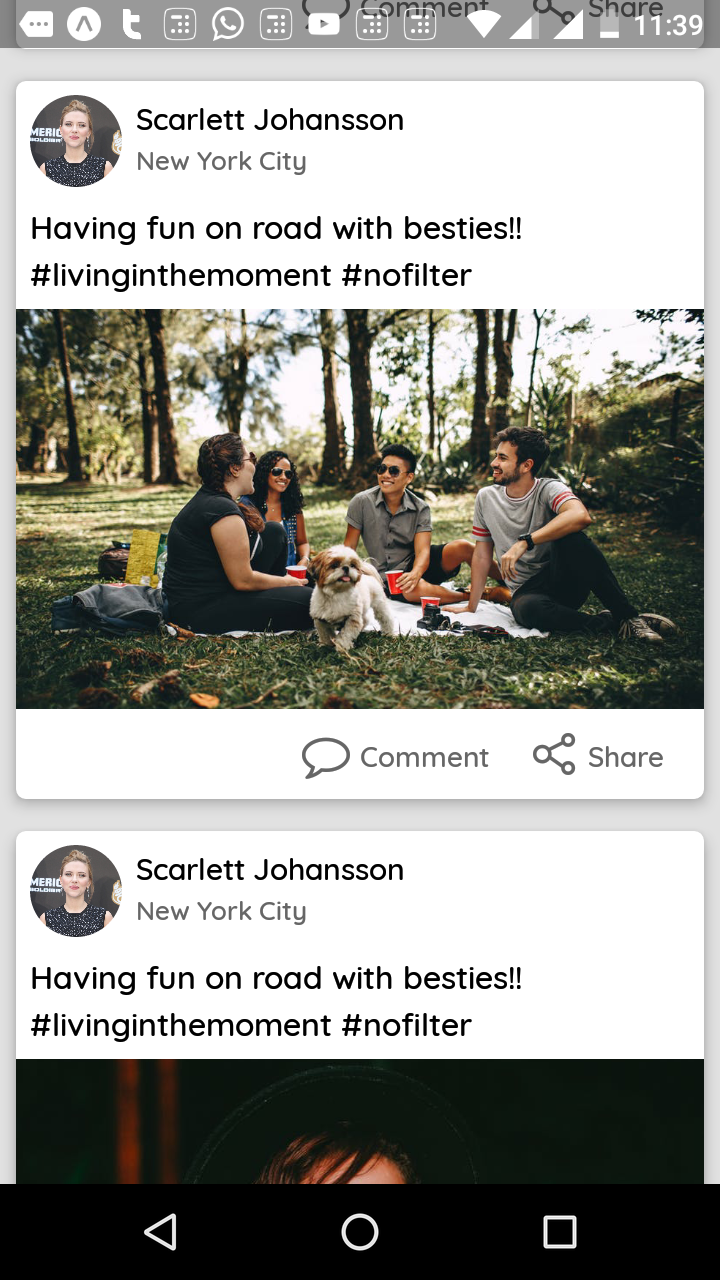 Comment Share
11:39
Scarlett Johansson
New York City
Having fun on road with besties!!
#livinginthemoment #nofilter
Comment Share
Scarlett Johansson
New York City
Having fun on road with besties!!
#livinginthemoment #nofilter